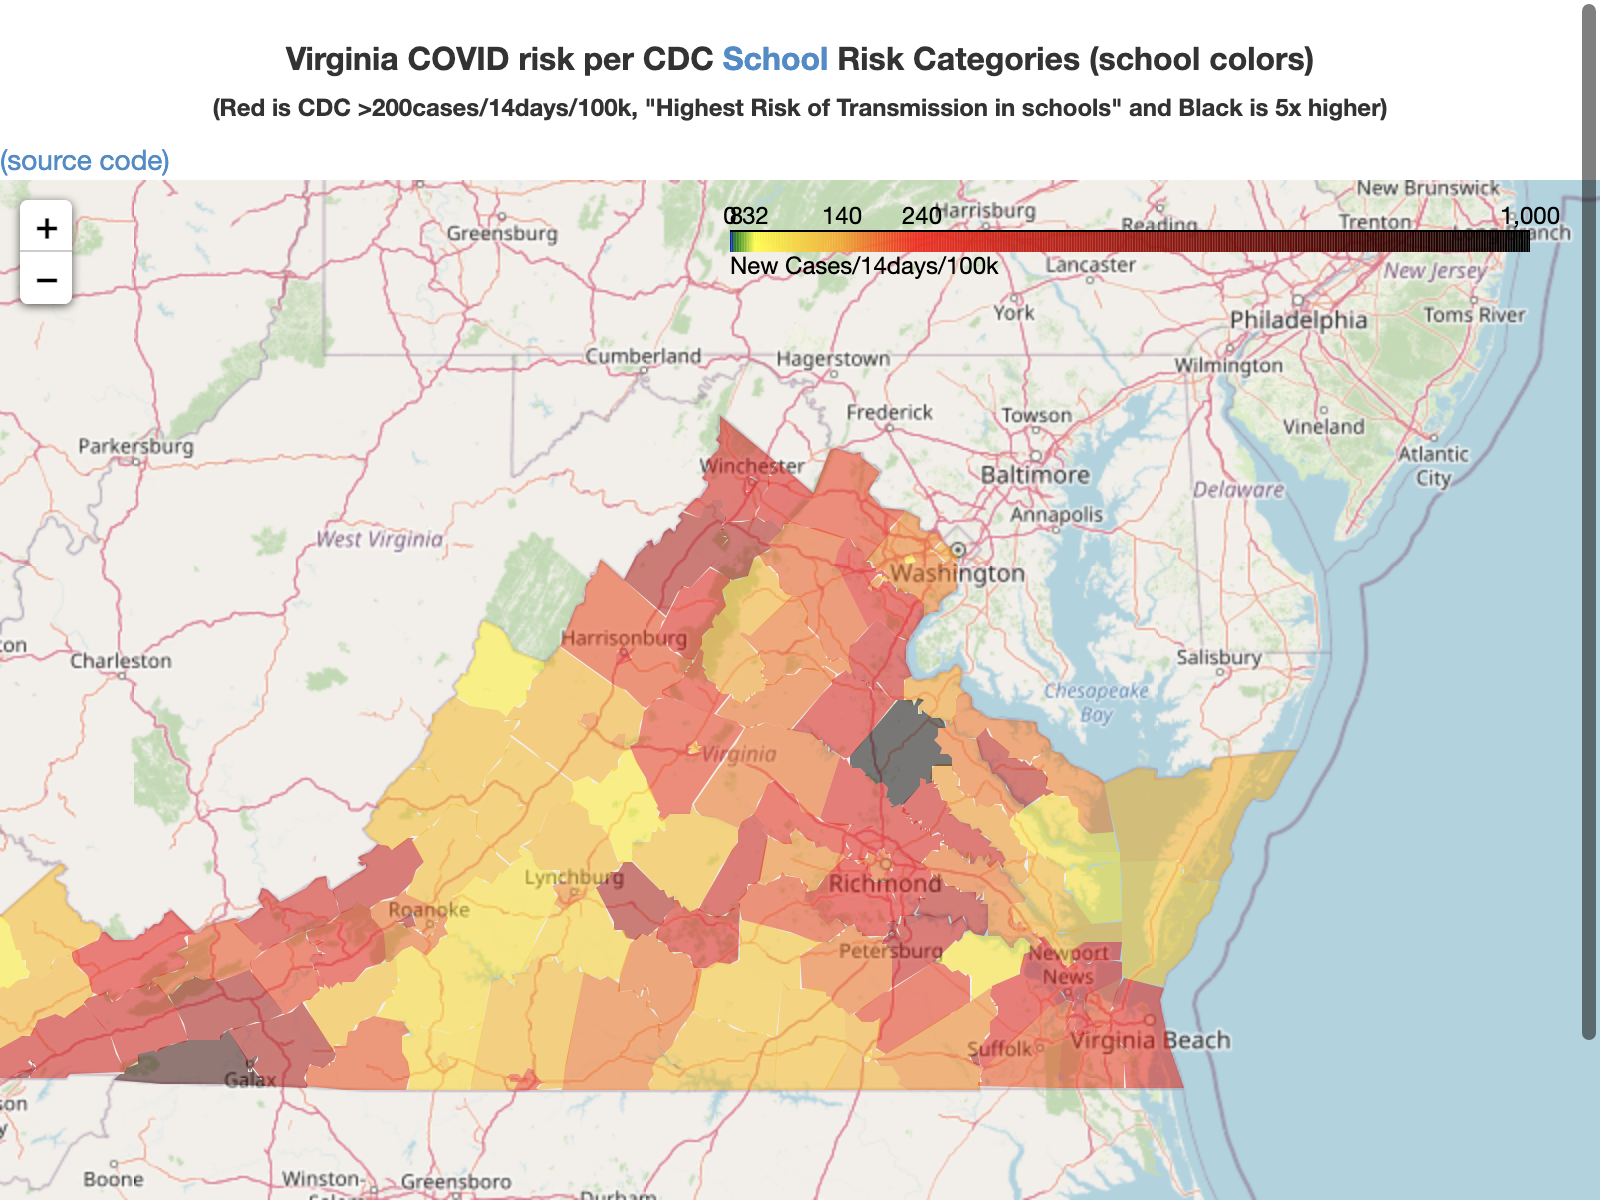 Virginia COVID risk per CDC School Risk Categories (school colors)
(Red is CDC >200cases/14days/100k, "Highest Risk of Transmission in schools" and Black is 5x higher)
(source code)
+
−
0 8 32 140 240 1,000
New Cases/14days/100k
New Brunswick
Harrisburg
Reading
Trenton
Long Branch
Greensburg
Lancaster
New Jersey
York
Philadelphia
Toms River
Cumberland
Hagerstown
Wilmington
Frederick
Towson
Vineland
Parkersburg
Winchester
Baltimore
Atlantic
City
Delaware
Annapolis
West Virginia
Washington
Harrisonburg
Charleston
Salisbury
Chesapeake
Bay
Virginia
Lynchburg
Richmond
Roanoke
Petersburg
Newport
News
Virginia Beach
Suffolk
Galax
son
y
Boone
Winston-
Salem
Greensboro
Durham